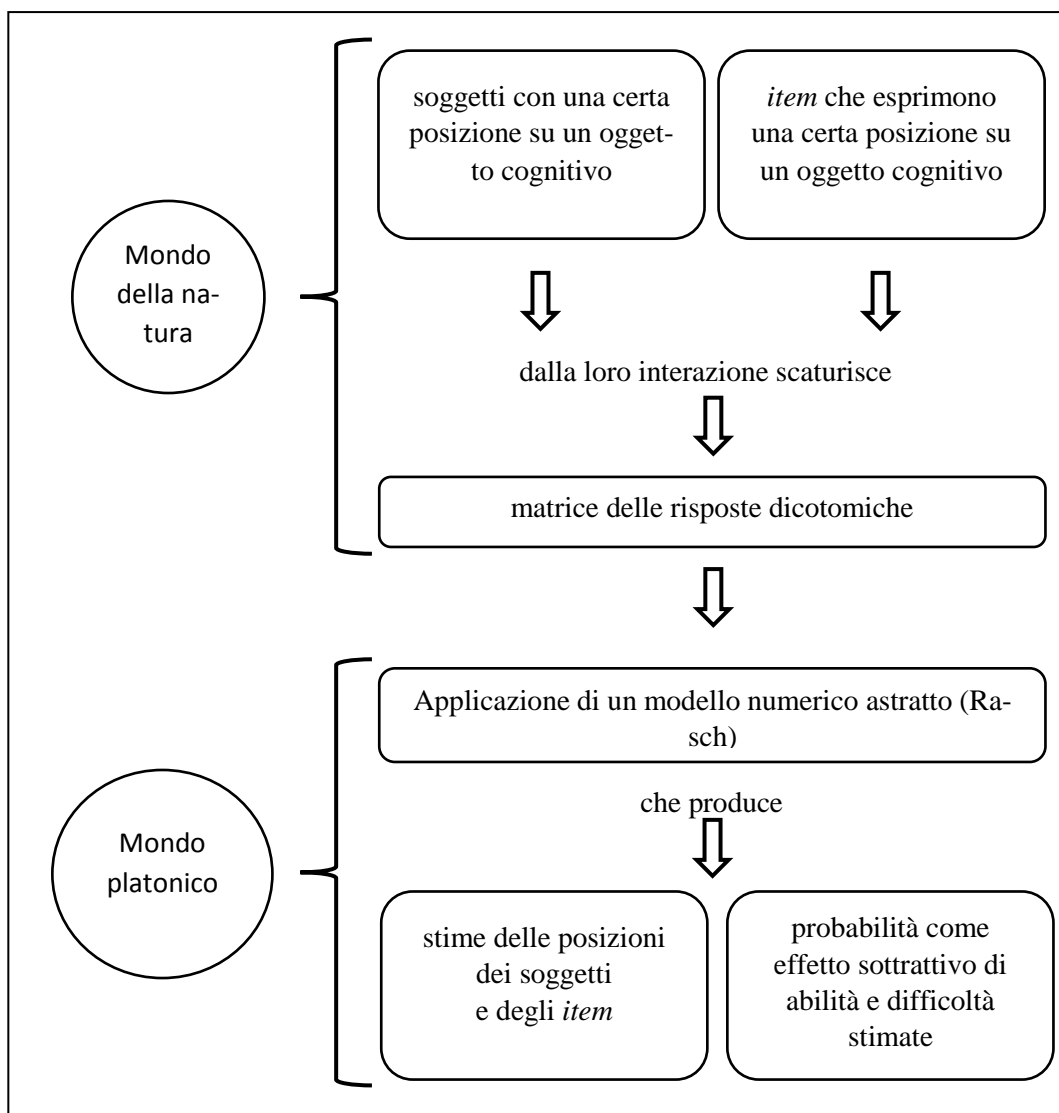 soggetti con una certa
posizione su un ogget-
to cognitivo
item che esprimono
una certa posizione su
un oggetto cognitivo
Mondo
della na-
tura
dalla loro interazione scaturisce
matrice delle risposte dicotomiche
Applicazione di un modello numerico astratto (Ra-
sch)
che produce
Mondo
platonico
stime delle posizioni
dei soggetti
e degli item
probabilità come
effetto sottrattivo di
abilità e difficoltà
stimate